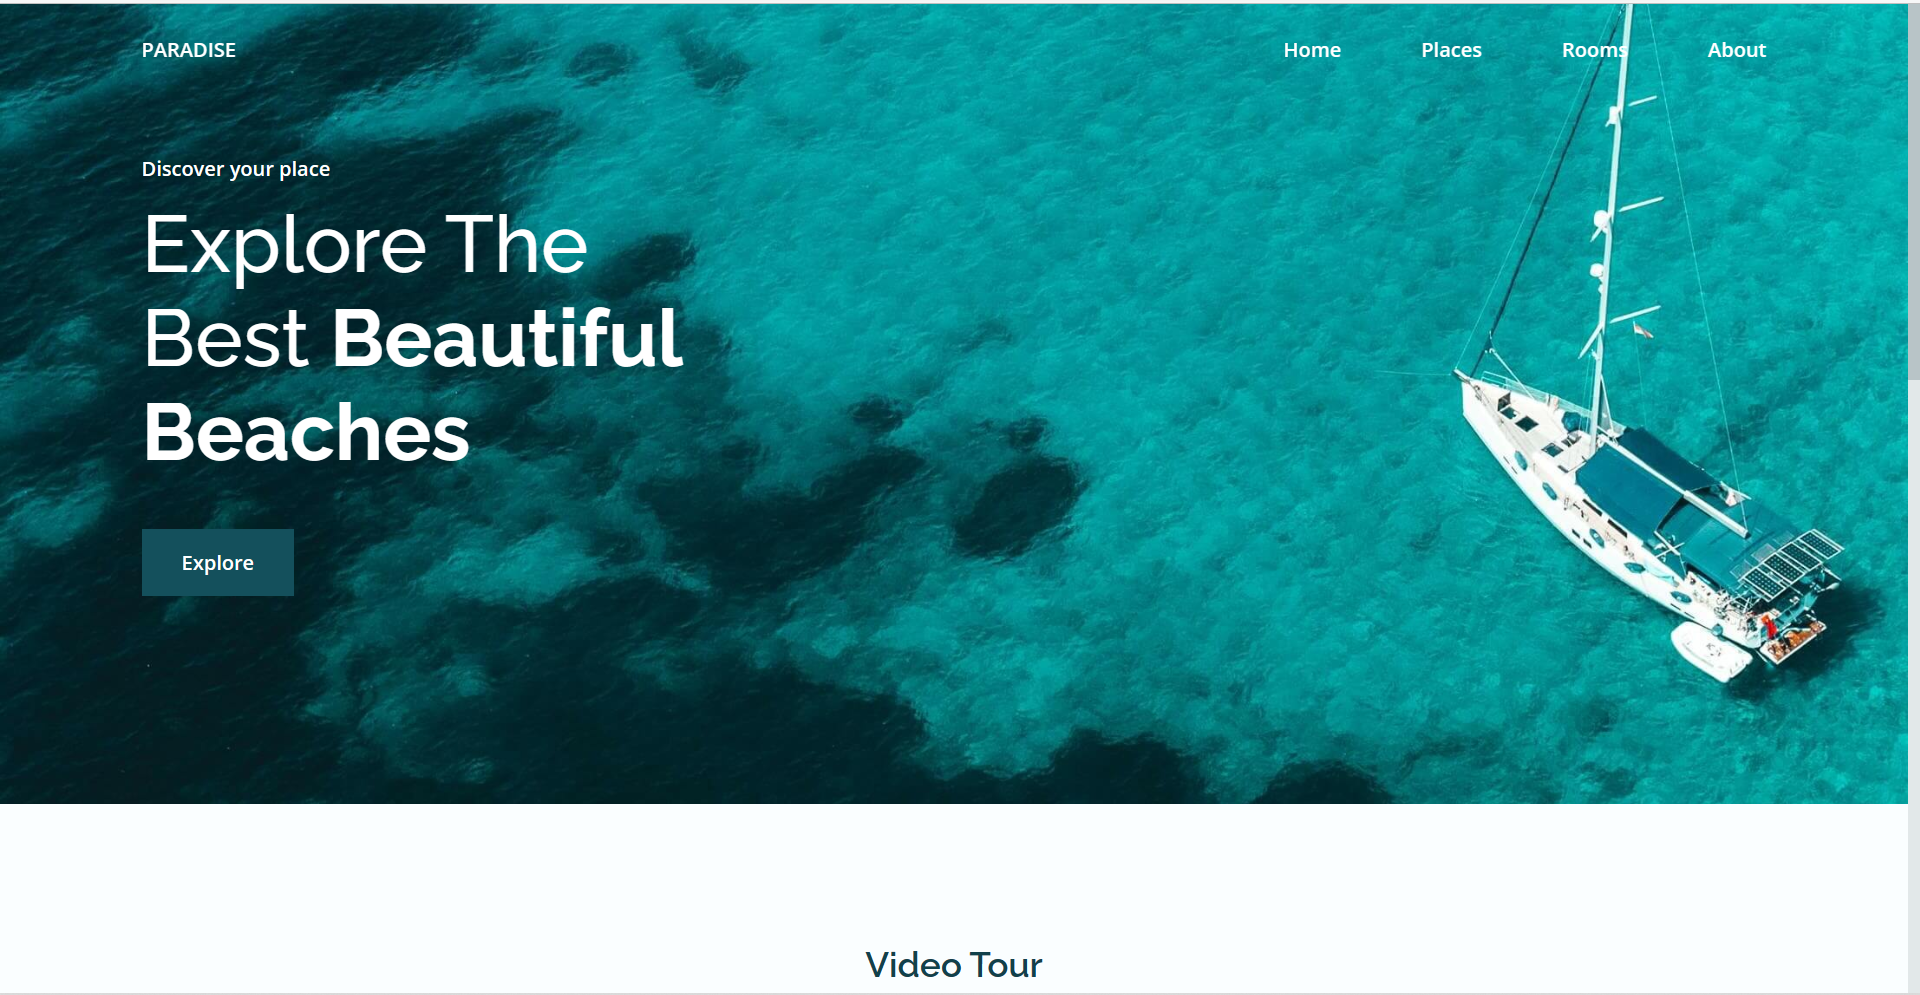 PARADISE
Home
Places
Rooms
About
Discover your place
Explore The
Best Beautiful
Beaches
Explore
Video Tour